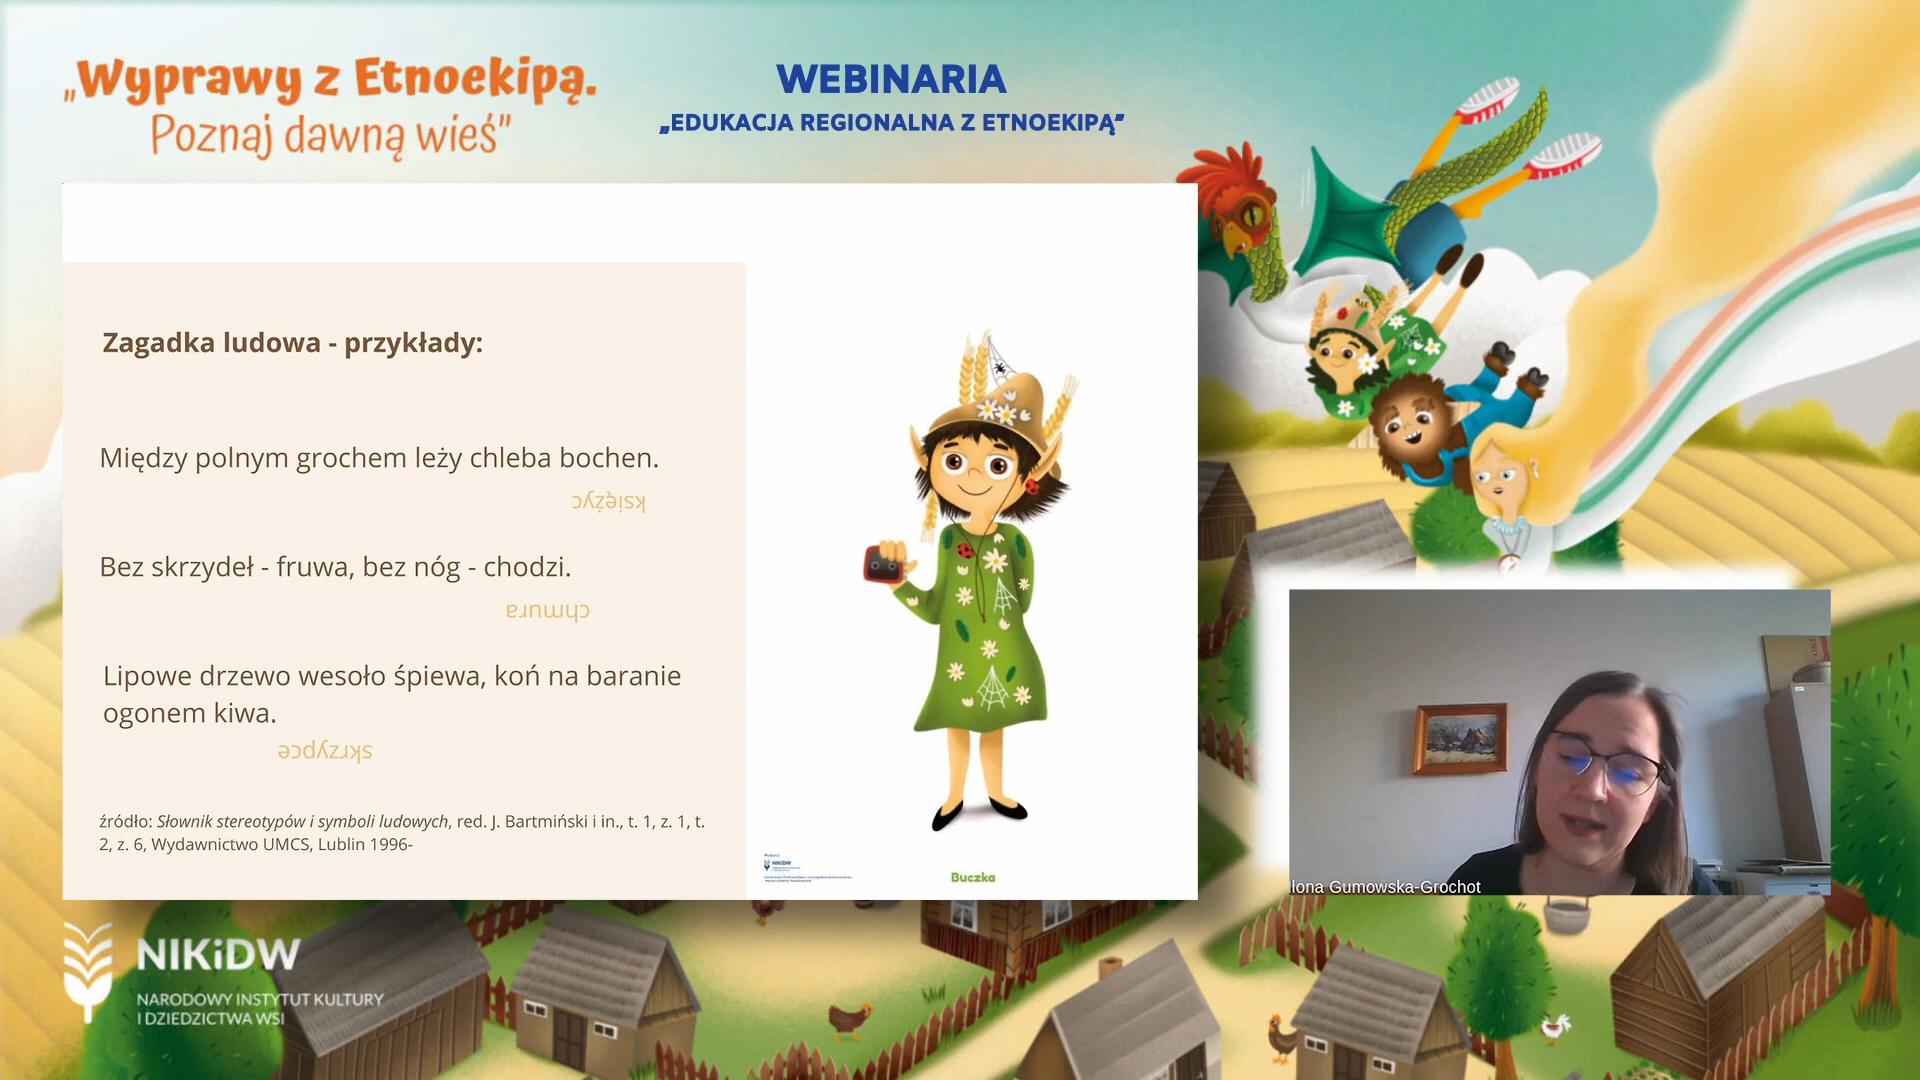 „Wyprawy z Etnoekipą.
Poznaj dawną wieś”
WEBINARIA
„EDUKACJA REGIONALNA Z ETNOEKIPĄ”
Zagadka ludowa - przykłady:
Między polnym grochem leży chleba bochen.
księżyc
Bez skrzydeł - fruwa, bez nóg - chodzi.
chmura
Lipowe drzewo wesoło śpiewa, koń na baranie
ogonem kiwa.
skrzypce
źródło: Słownik stereotypów i symboli ludowych, red. J. Bartmiński i in., t. 1, z. 1, t.
2, z. 6, Wydawnictwo UMCS, Lublin 1996-
NIKiDW
Buczka
Ilona Gumowska-Grochot
NIKiDW
NARODOWY INSTYTUT KULTURY
I DZIEDZICTWA WSI